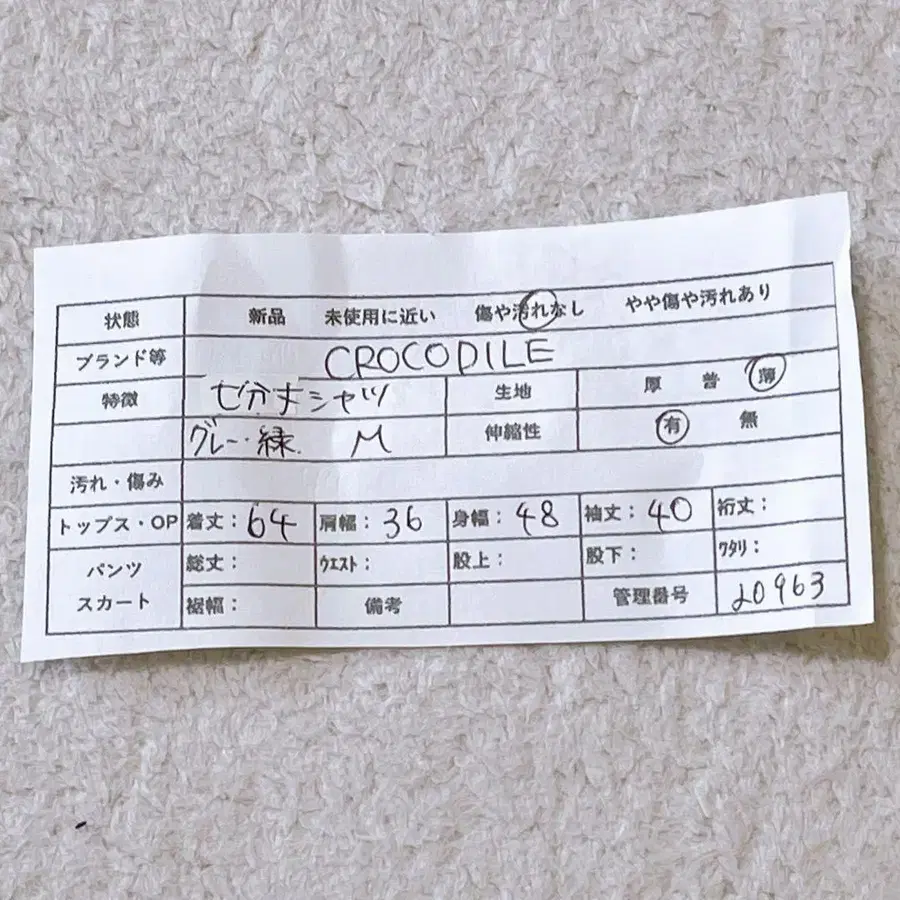 状態 新品 未使用に近い 傷や汚れなし やや傷や汚れあり
ブランド等 CROCODILE
特徴 七分丈シャツ 生地 厚 普 薄
グレー・緑 M 伸縮性 有 無
汚れ・傷み
トップス・OP 着丈：64 肩幅：36 身幅：48 袖丈：40 裄丈：
パンツ スカート 総丈： ウエスト： 股上： 股下： ワタリ：
裾幅： 備考 管理番号 20963